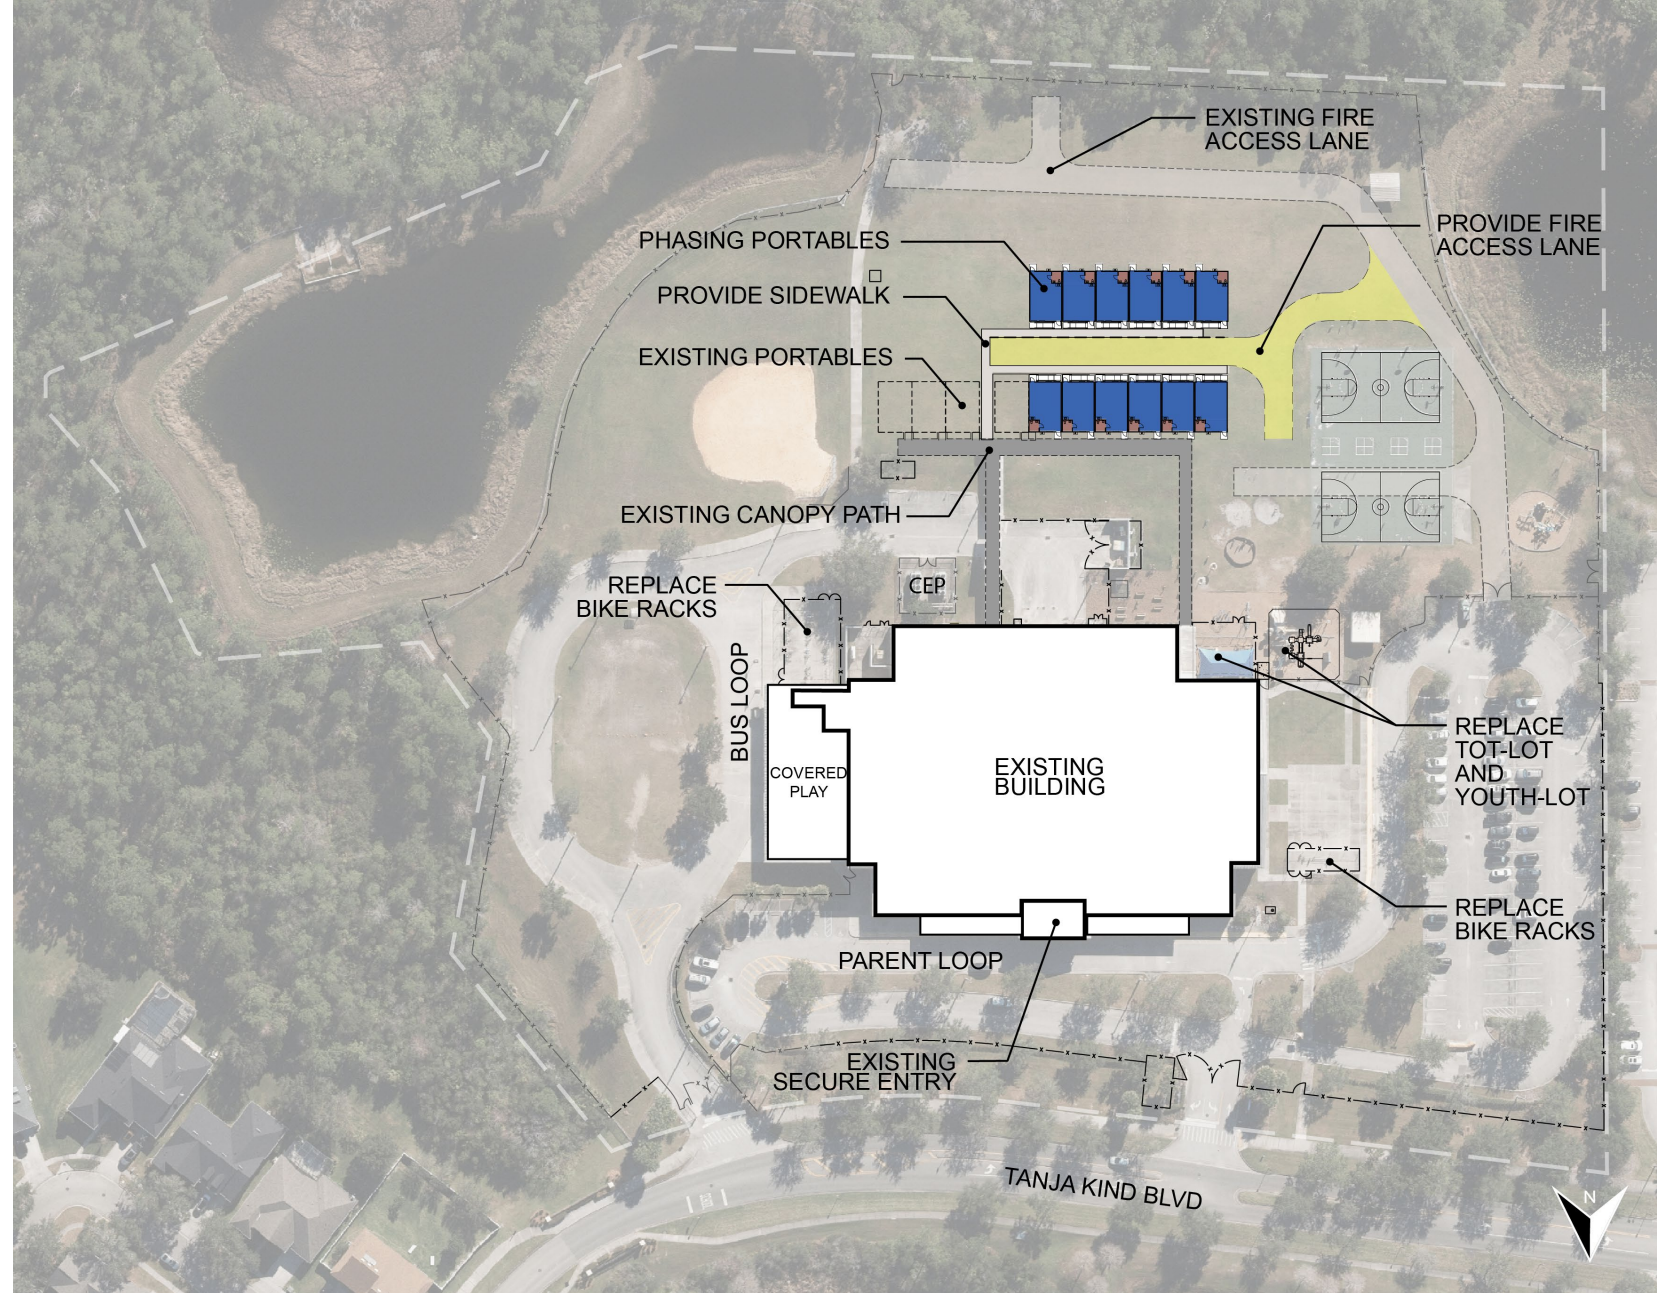 EXISTING FIRE
ACCESS LANE
PROVIDE FIRE
ACCESS LANE
PHASING PORTABLES
PROVIDE SIDEWALK
EXISTING PORTABLES
EXISTING CANOPY PATH
REPLACE
BIKE RACKS
CEP
BUS LOOP
COVERED
PLAY
EXISTING
BUILDING
REPLACE
TOT-LOT
AND
YOUTH-LOT
REPLACE
BIKE RACKS
PARENT LOOP
EXISTING
SECURE ENTRY
TANJA KIND BLVD
N